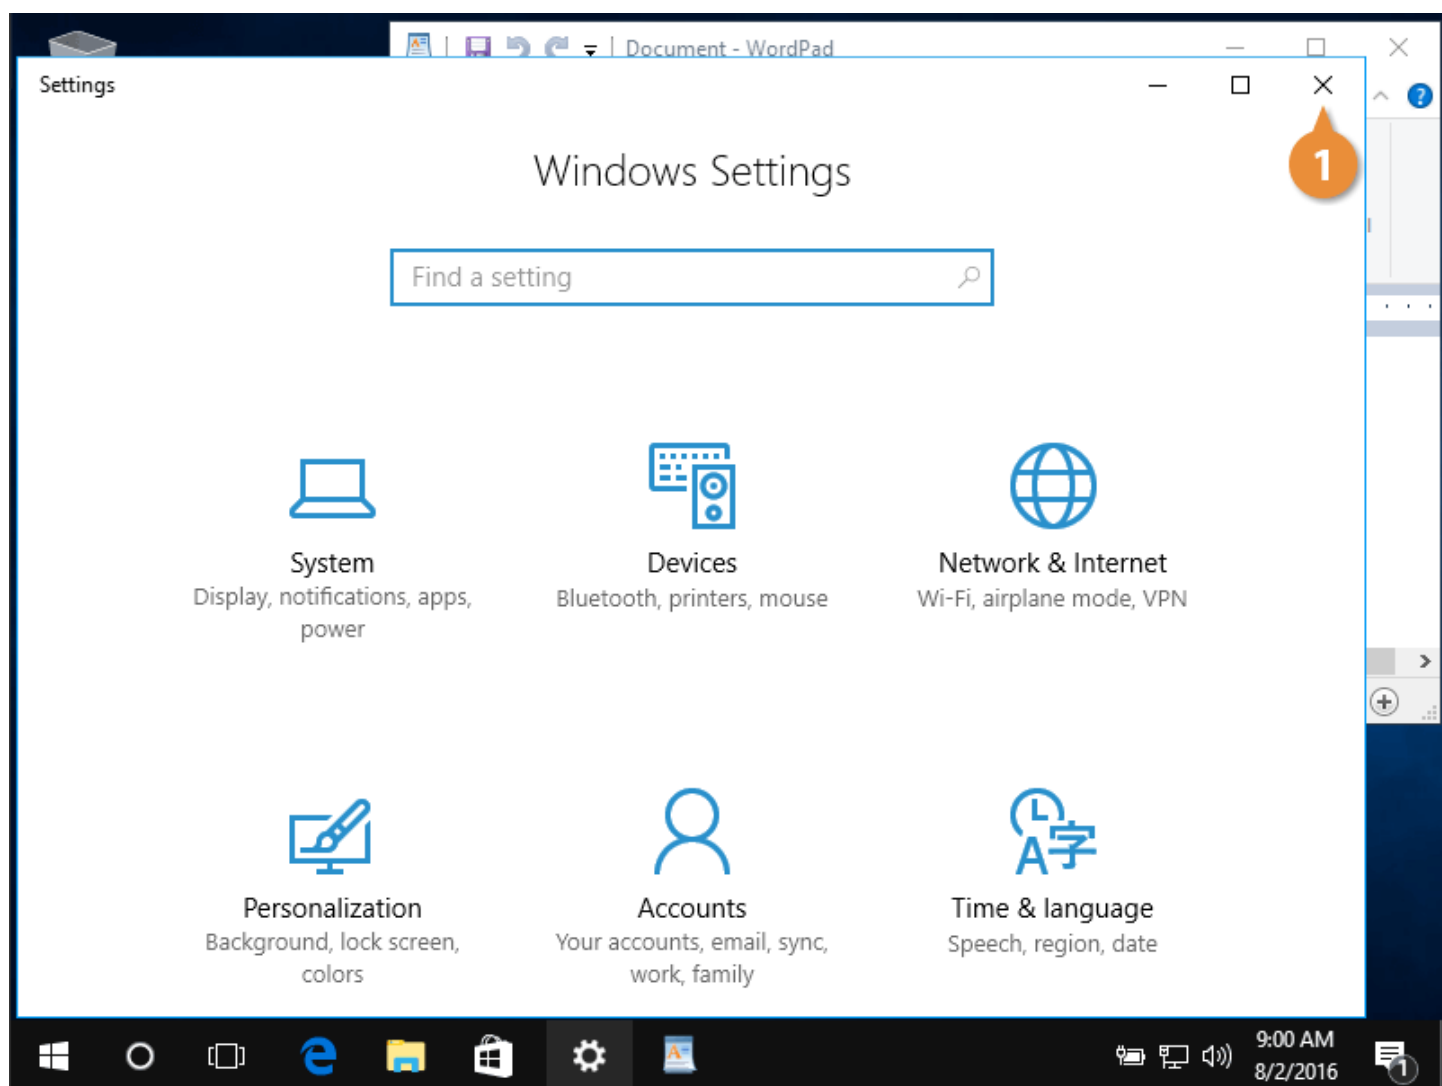 Document - WordPad
Settings
1
Windows Settings
Find a setting
System
Display, notifications, apps,
power
Devices
Bluetooth, printers, mouse
Network & Internet
Wi-Fi, airplane mode, VPN
Personalization
Background, lock screen,
colors
Accounts
Your accounts, email, sync,
work, family
A字
Time & language
Speech, region, date
9:00 AM
8/2/2016
1